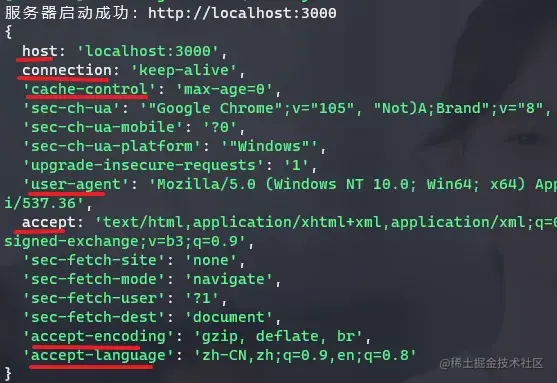 服务器启动成功: http://localhost:3000
{
host: 'localhost:3000',
connection: 'keep-alive',
'cache-control': 'max-age=0',
'sec-ch-ua': '"Google Chrome";v="105", "Not)A;Brand";v="8",
'sec-ch-ua-mobile': '?0',
'sec-ch-ua-platform': '"Windows"',
'upgrade-insecure-requests': '1',
'user-agent': 'Mozilla/5.0 (Windows NT 10.0; Win64; x64) App
i/537.36',
accept: 'text/html,application/xhtml+xml,application/xml;q=0
signed-exchange;v=b3;q=0.9',
'sec-fetch-site': 'none',
'sec-fetch-mode': 'navigate',
'sec-fetch-user': '?1',
'sec-fetch-dest': 'document',
'accept-encoding': 'gzip, deflate, br',
'accept-language': 'zh-CN,zh;q=0.9,en;q=0.8'
}
@稀土掘金技术社区